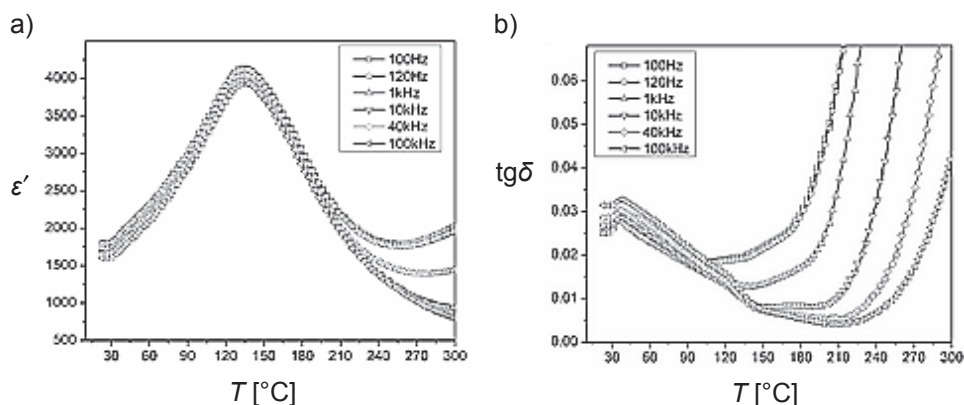 a)
4000
3500
3000
2500
2000
1500
1000
500
ε′
30 60 90 120 150 180 210 240 270 300
T [°C]
100Hz
120Hz
1kHz
10kHz
40kHz
100kHz
b)
0.06
0.05
0.04
0.03
0.02
0.01
0.00
tgδ
30 60 90 120 150 180 210 240 270 300
T [°C]
100Hz
120Hz
1kHz
10kHz
40kHz
100kHz